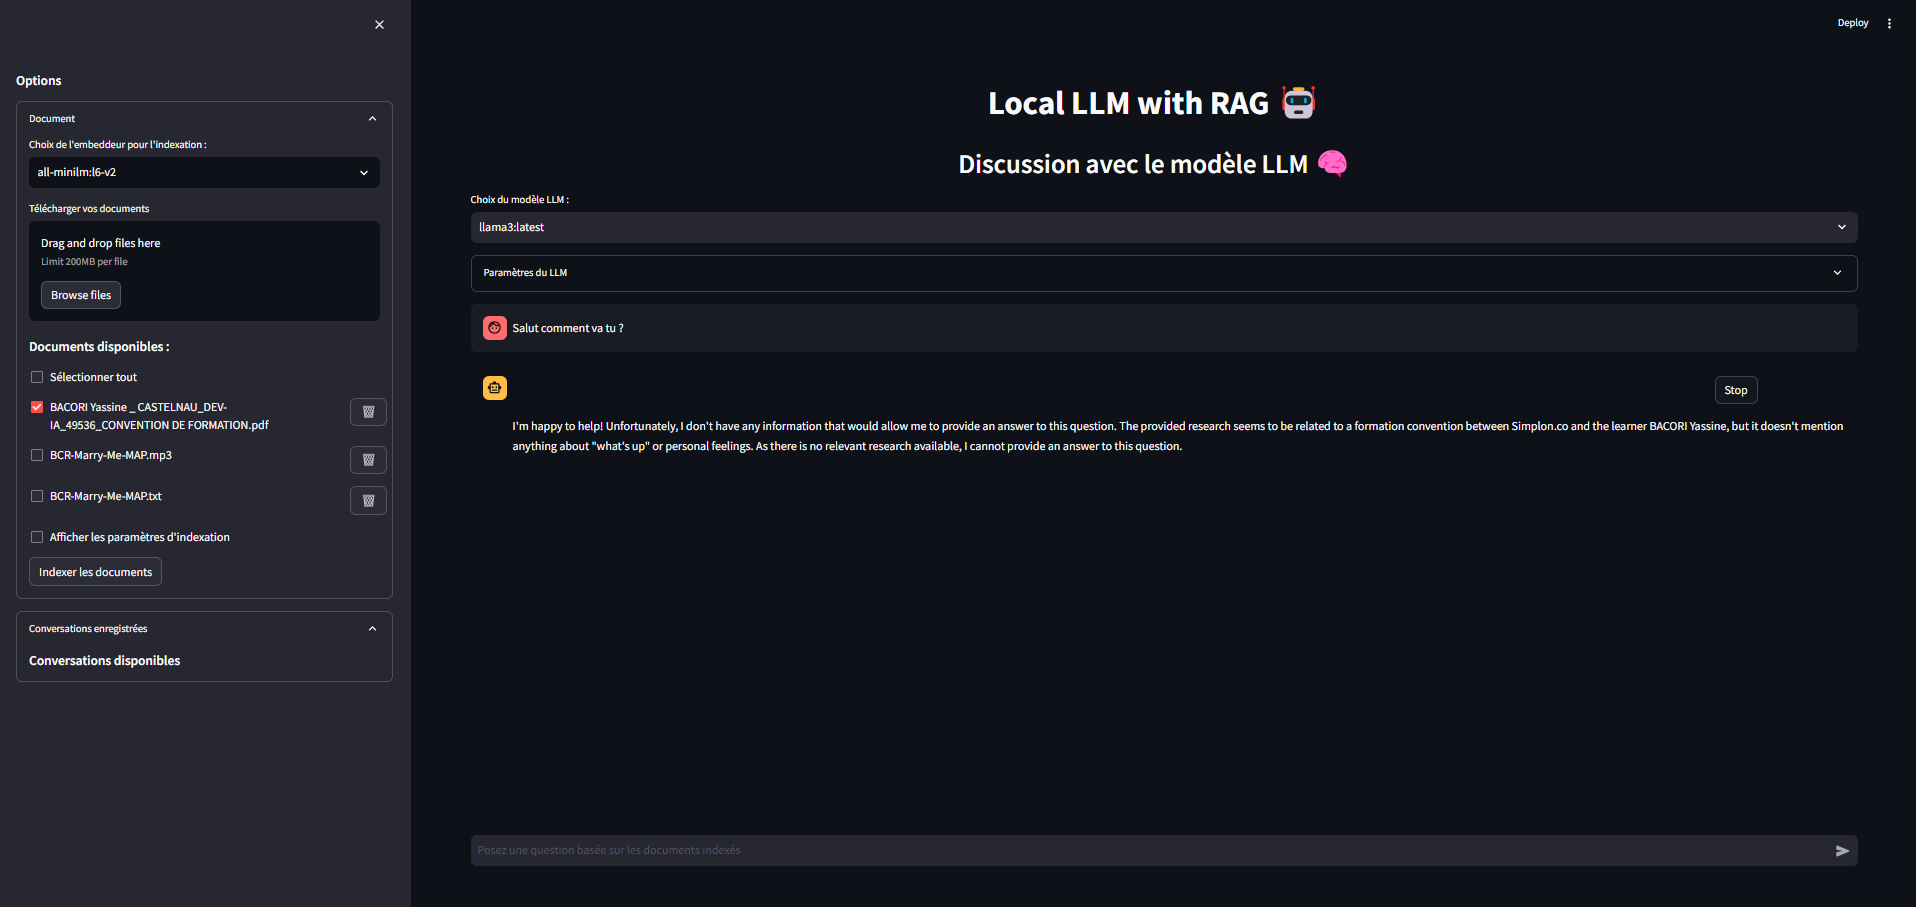 Deploy
Options
Document
Choix de l'embeddeur pour l'indexation :
all-minilm:l6-v2
Télécharger vos documents
Drag and drop files here
Limit 200MB per file
Browse files
Documents disponibles :
Sélectionner tout
BACORI Yassine _ CASTELNAU_DEV-
IA_49536_CONVENTION DE FORMATION.pdf
BCR-Marry-Me-MAP.mp3
BCR-Marry-Me-MAP.txt
Afficher les paramètres d'indexation
Indexer les documents
Conversations enregistrées
Conversations disponibles
Local LLM with RAG
Discussion avec le modèle LLM
Choix du modèle LLM :
llama3:latest
Paramètres du LLM
Salut comment va tu ?
Stop
I'm happy to help! Unfortunately, I don't have any information that would allow me to provide an answer to this question. The provided research seems to be related to a formation convention between Simplon.co and the learner BACORI Yassine, but it doesn't mention
anything about "what's up" or personal feelings. As there is no relevant research available, I cannot provide an answer to this question.
Posez une question basée sur les documents indexés